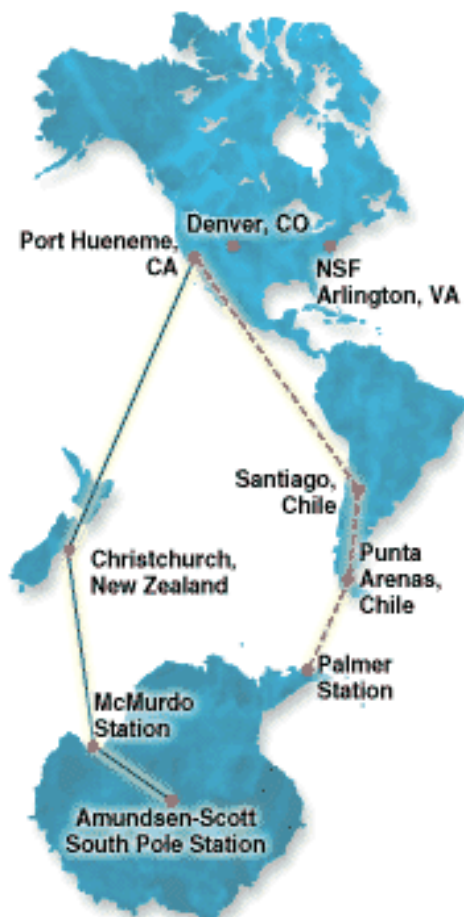 Denver, CO
Port Hueneme,
CA
NSF
Arlington, VA
Santiago,
Chile
Christchurch,
New Zealand
Punta
Arenas,
Chile
Palmer
Station
McMurdo
Station
Amundsen-Scott
South Pole Station